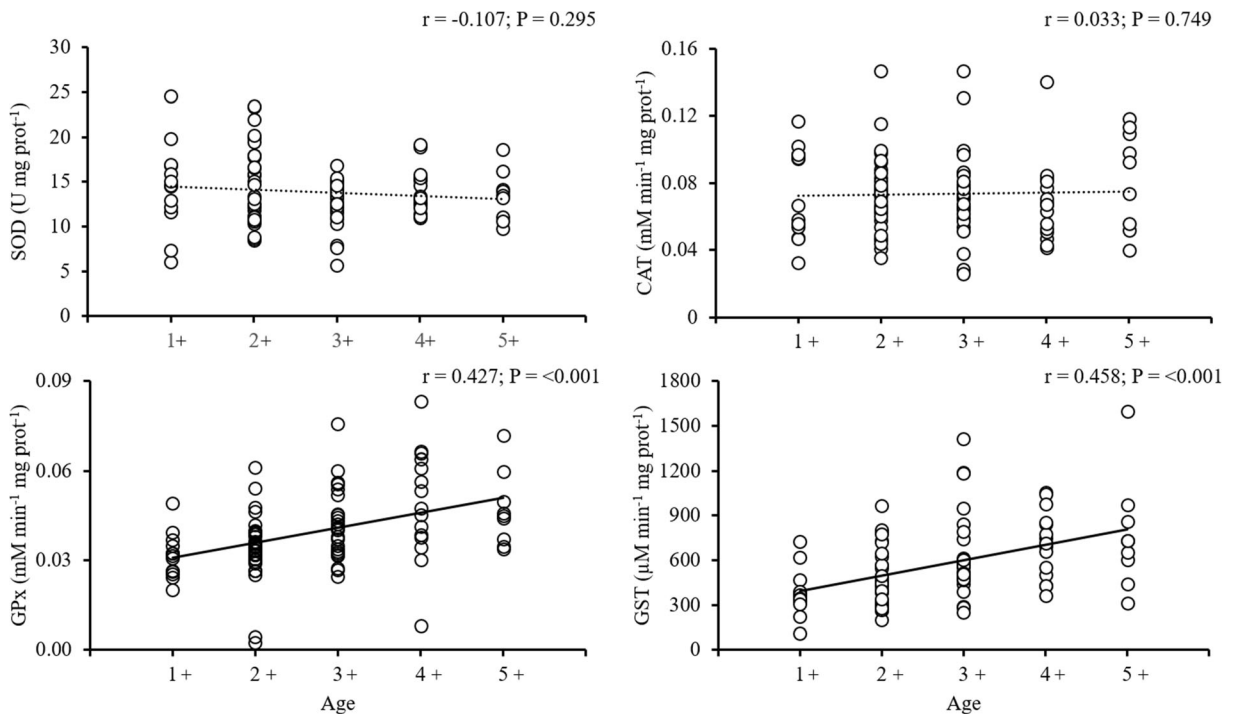 r = -0.107; P = 0.295
SOD (U mg prot-1)
30
25
20
15
10
5
0
1+ 2+ 3+ 4+ 5+
r = 0.033; P = 0.749
CAT (mM min-1 mg prot-1)
0.16
0.12
0.08
0.04
0
1 + 2 + 3 + 4 + 5 +
r = 0.427; P = <0.001
GPx (mM min-1 mg prot-1)
0.09
0.06
0.03
0.00
1 + 2 + 3 + 4 + 5 +
Age
r = 0.458; P = <0.001
GST (µM min-1 mg prot-1)
1800
1500
1200
900
600
300
0
1 + 2 + 3 + 4 + 5 +
Age